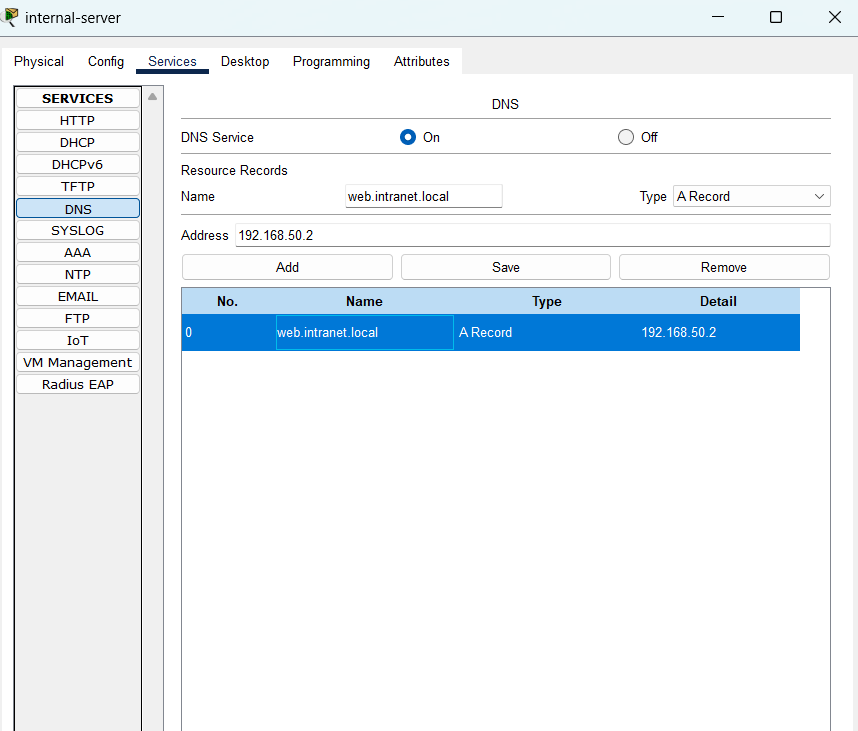 internal-server
Physical Config Services Desktop Programming Attributes
SERVICES
HTTP
DHCP
DHCPv6
TFTP
DNS
SYSLOG
AAA
NTP
EMAIL
FTP
IoT
VM Management
Radius EAP
DNS
DNS Service On Off
Resource Records
Name web.intranet.local Type A Record
Address 192.168.50.2
Add Save Remove
No. Name Type Detail
0 web.intranet.local A Record 192.168.50.2